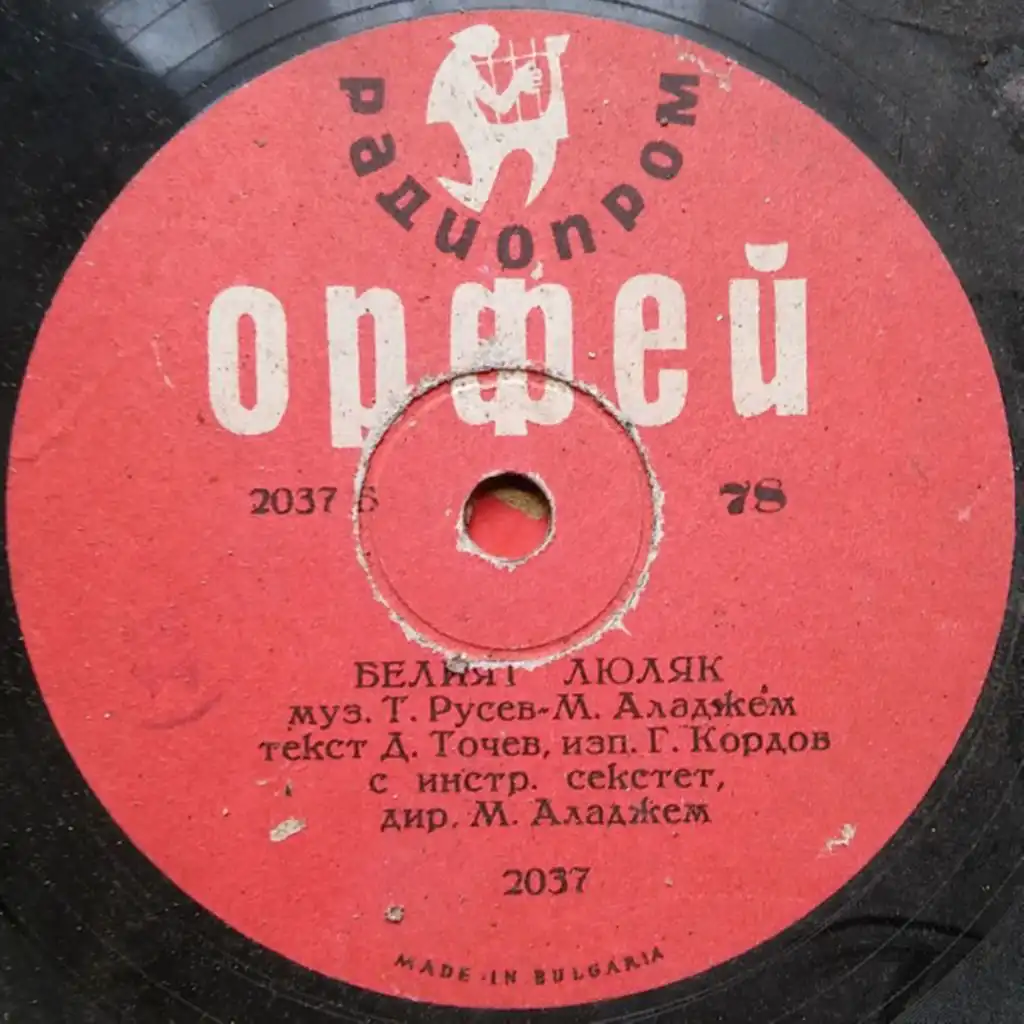 радиопром
орфей
2037 Б 78
БЕЛИЯТ ЛЮЛЯК
муз. Т. Русев-М. Аладжем
текст Д. Точев, изп. Г. Кордов
с инстр. секстет,
дир. М. Аладжем
2037
MADE IN BULGARIA